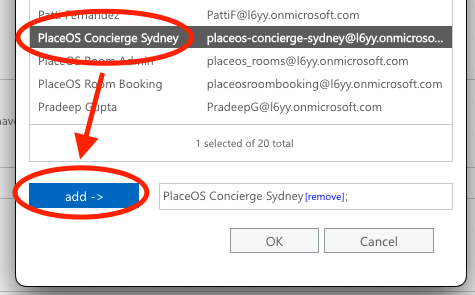 Patti Fernandez PattiF@l6yy.onmicrosoft.com
PlaceOS Concierge Sydney placeos-concierge-sydney@l6yy.onmicroso...
PlaceOS Room Admin placeos_rooms@l6yy.onmicrosoft.com
PlaceOS Room Booking placeosroombooking@l6yy.onmicrosoft.com
Pradeep Gupta PradeepG@l6yy.onmicrosoft.com
1 selected of 20 total
add -> PlaceOS Concierge Sydney[remove];
OK Cancel